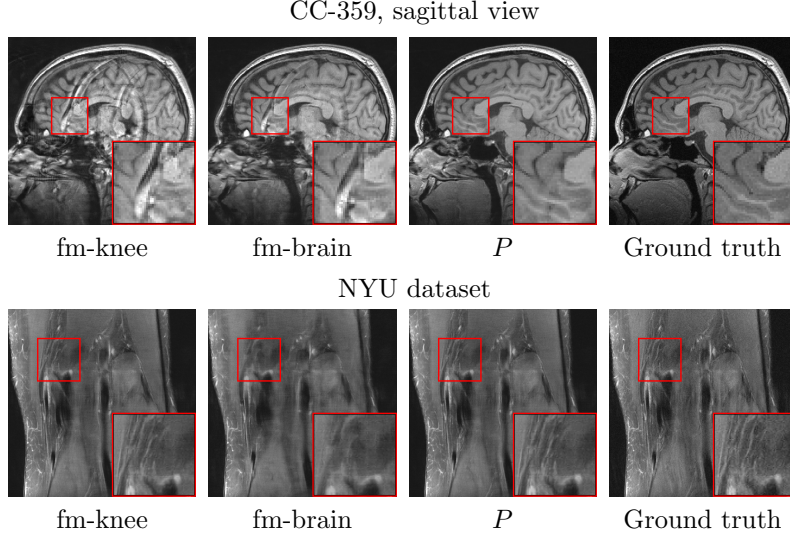 CC-359, sagittal view
fm-knee fm-brain P Ground truth
NYU dataset
fm-knee fm-brain P Ground truth